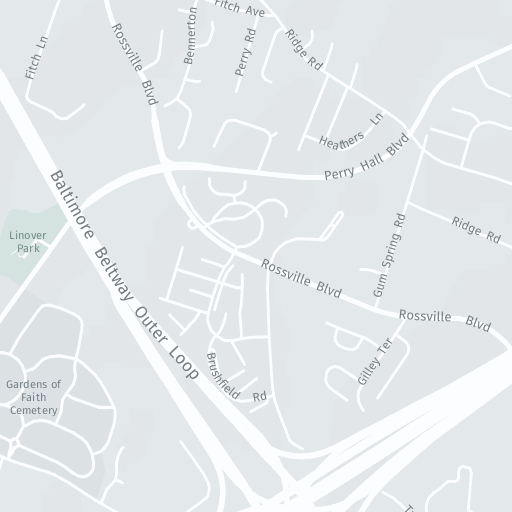 Fitch Ave
Bennerton
Rossville Blvd
Perry Rd
Ridge Rd
Fitch Ln
Heathers Ln
Perry Hall Blvd
Baltimore Beltway Outer Loop
Linover
Park
Gum Spring Rd
Ridge Rd
Rossville Blvd
Rossville Blvd
Gilley Ter
Brushfield Rd
Gardens of
Faith
Cemetery